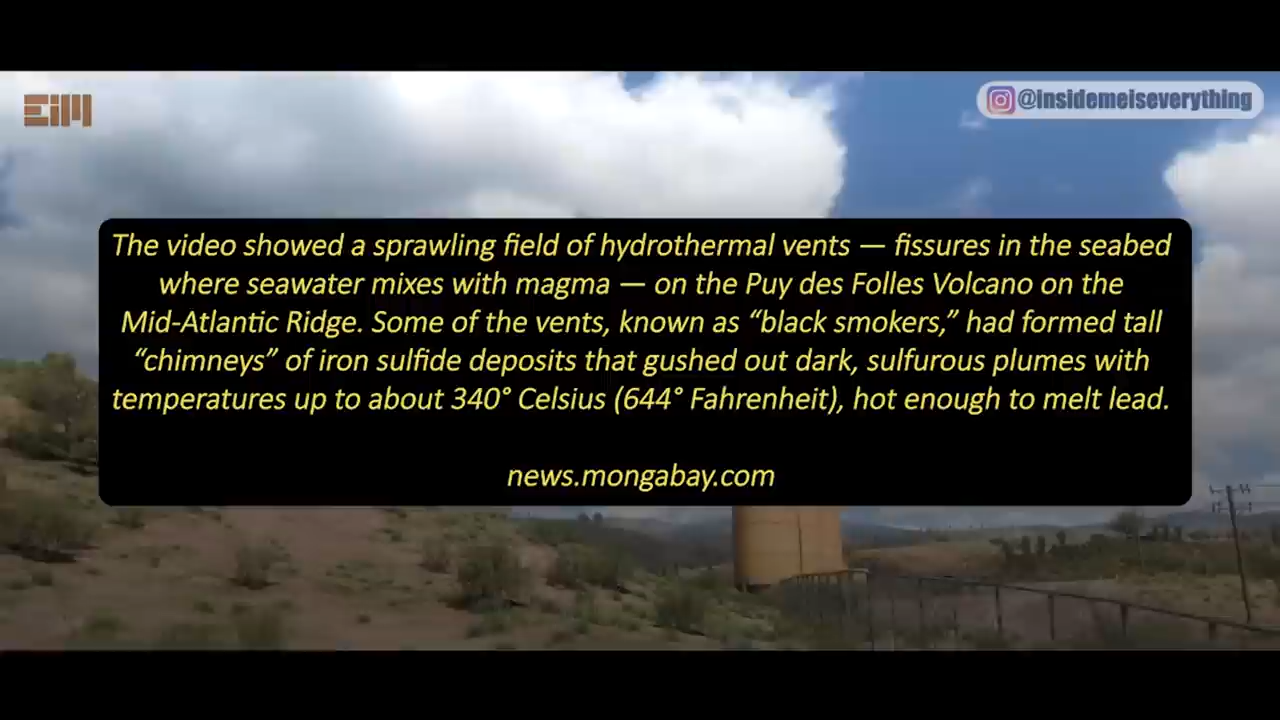 EiM
@insidemeiseverything
The video showed a sprawling field of hydrothermal vents — fissures in the seabed
where seawater mixes with magma — on the Puy des Folles Volcano on the
Mid-Atlantic Ridge. Some of the vents, known as “black smokers,” had formed tall
“chimneys” of iron sulfide deposits that gushed out dark, sulfurous plumes with
temperatures up to about 340° Celsius (644° Fahrenheit), hot enough to melt lead.
news.mongabay.com